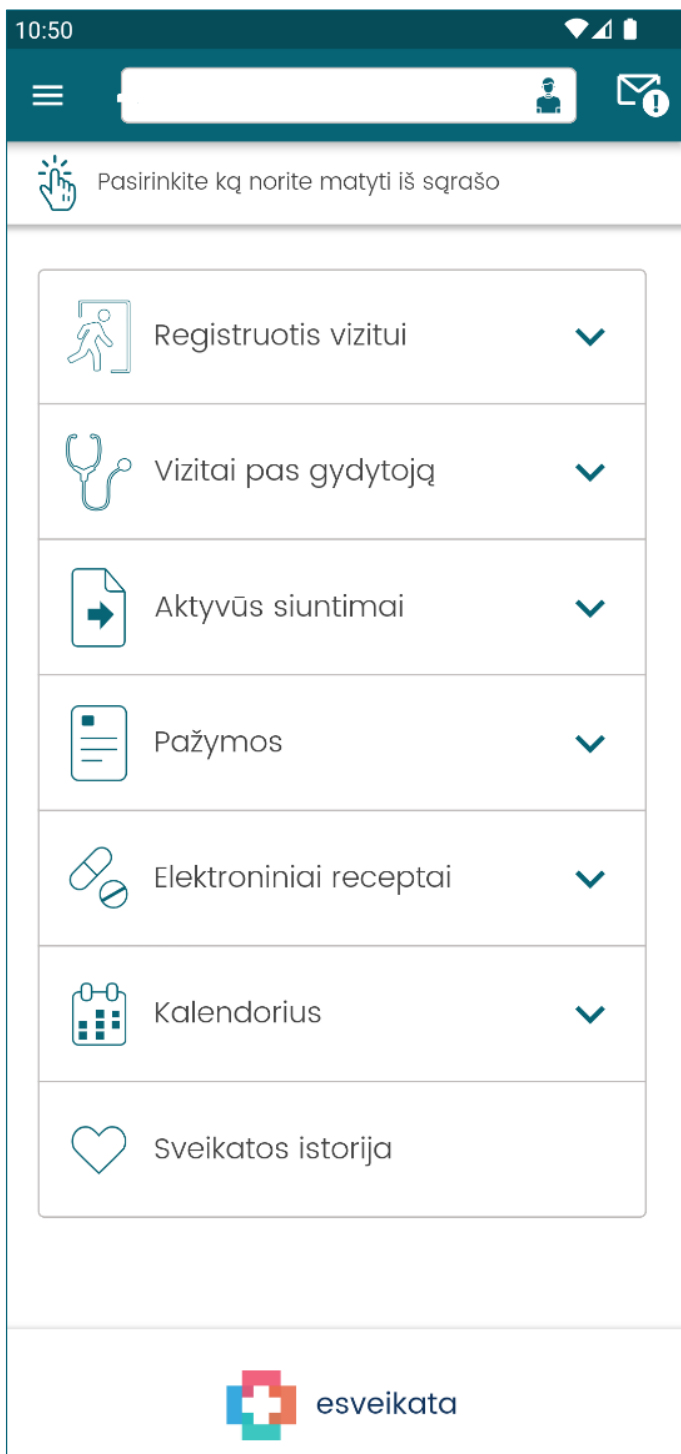 10:50
Pasirinkite ką norite matyti iš sąrašo
Registruotis vizitui
Vizitai pas gydytoją
Aktyvūs siuntimai
Pažymos
Elektroniniai receptai
Kalendorius
Sveikatos istorija
esveikata